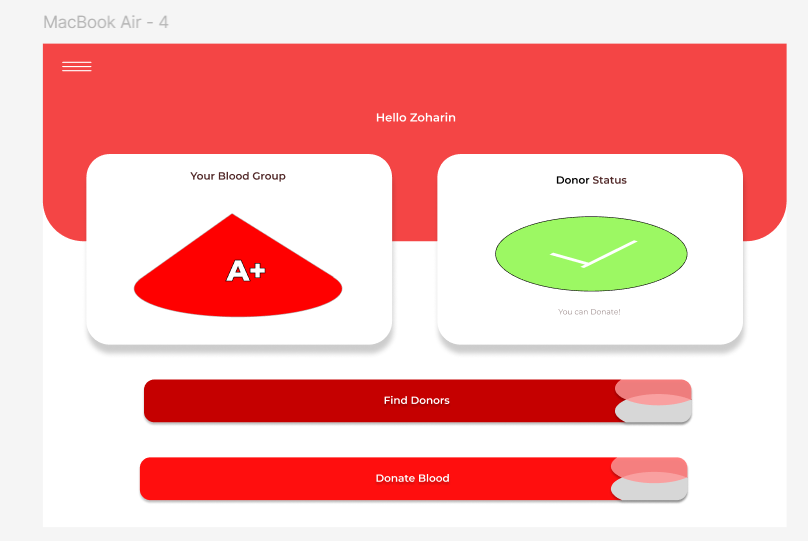 MacBook Air - 4
Hello Zoharin
Your Blood Group
Donor Status
A+
You can Donate!
Find Donors
Donate Blood